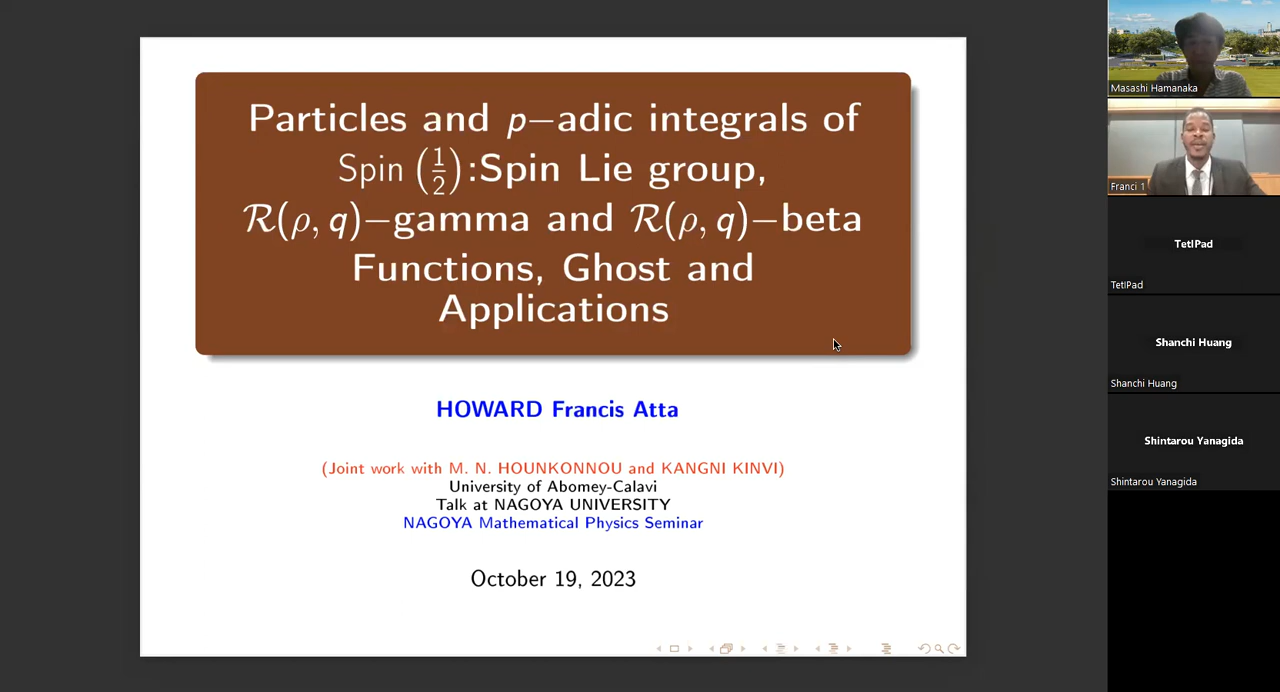 Particles and p−adic integrals of
Spin (1/2):Spin Lie group,
ℛ(ρ, q)−gamma and ℛ(ρ, q)−beta
Functions, Ghost and
Applications
HOWARD Francis Atta
(Joint work with M. N. HOUNKONNOU and KANGNI KINVI)
University of Abomey-Calavi
Talk at NAGOYA UNIVERSITY
NAGOYA Mathematical Physics Seminar
October 19, 2023
Masashi Hamanaka
Franci 1
TetIPad
TetIPad
Shanchi Huang
Shanchi Huang
Shintarou Yanagida
Shintarou Yanagida